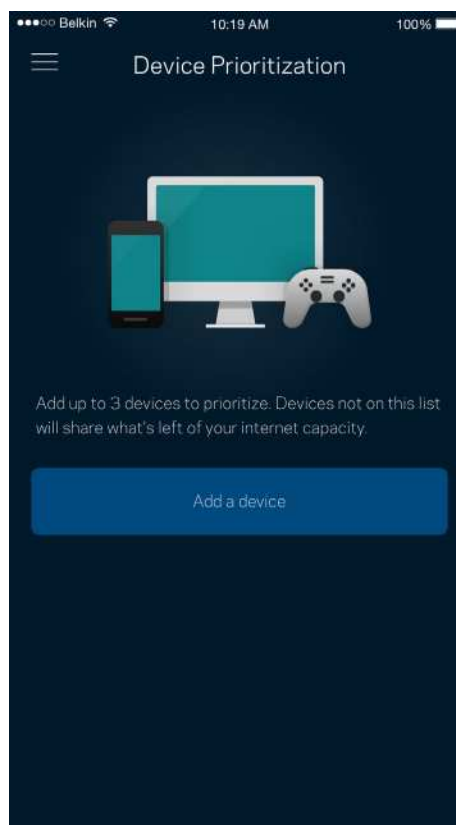 Belkin 10:19 AM 100%
Device Prioritization
Add up to 3 devices to prioritize. Devices not on this list
will share what's left of your internet capacity.
Add a device